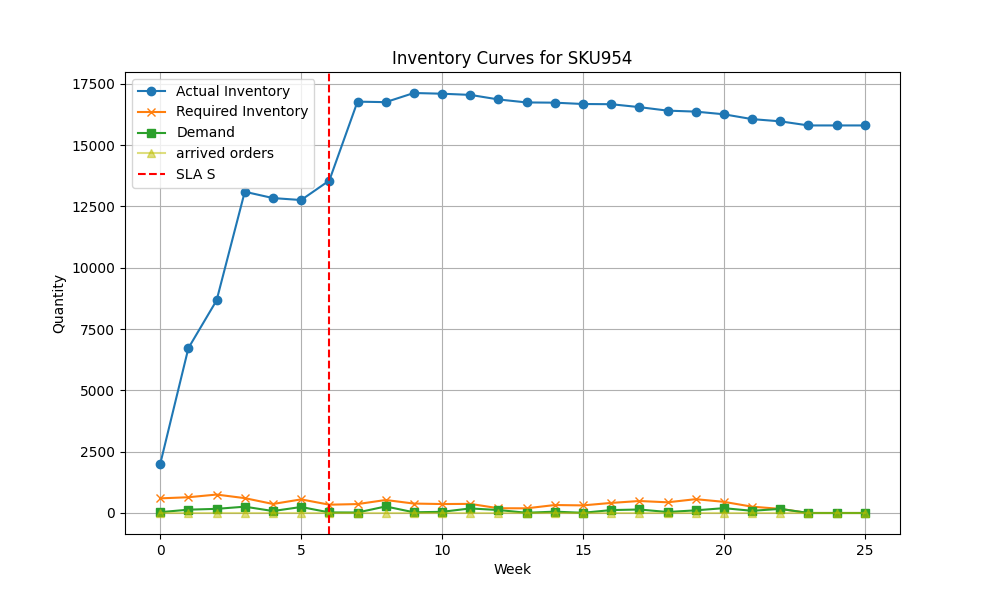 Inventory Curves for SKU954
17500
15000
12500
10000
7500
5000
2500
0
Quantity
Actual Inventory
Required Inventory
Demand
arrived orders
SLA S
0 5 10 15 20 25
Week